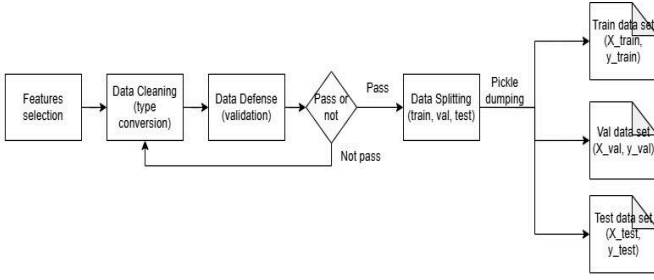 Features
selection
Data Cleaning
(type
conversion)
Data Defense
(validation)
Pass or
not
Pass
Not pass
Data Splitting
(train, val, test)
Pickle
dumping
Train data set
(X_train,
y_train)
Val data set
(X_val, y_val)
Test data set
(X_test,
y_test)